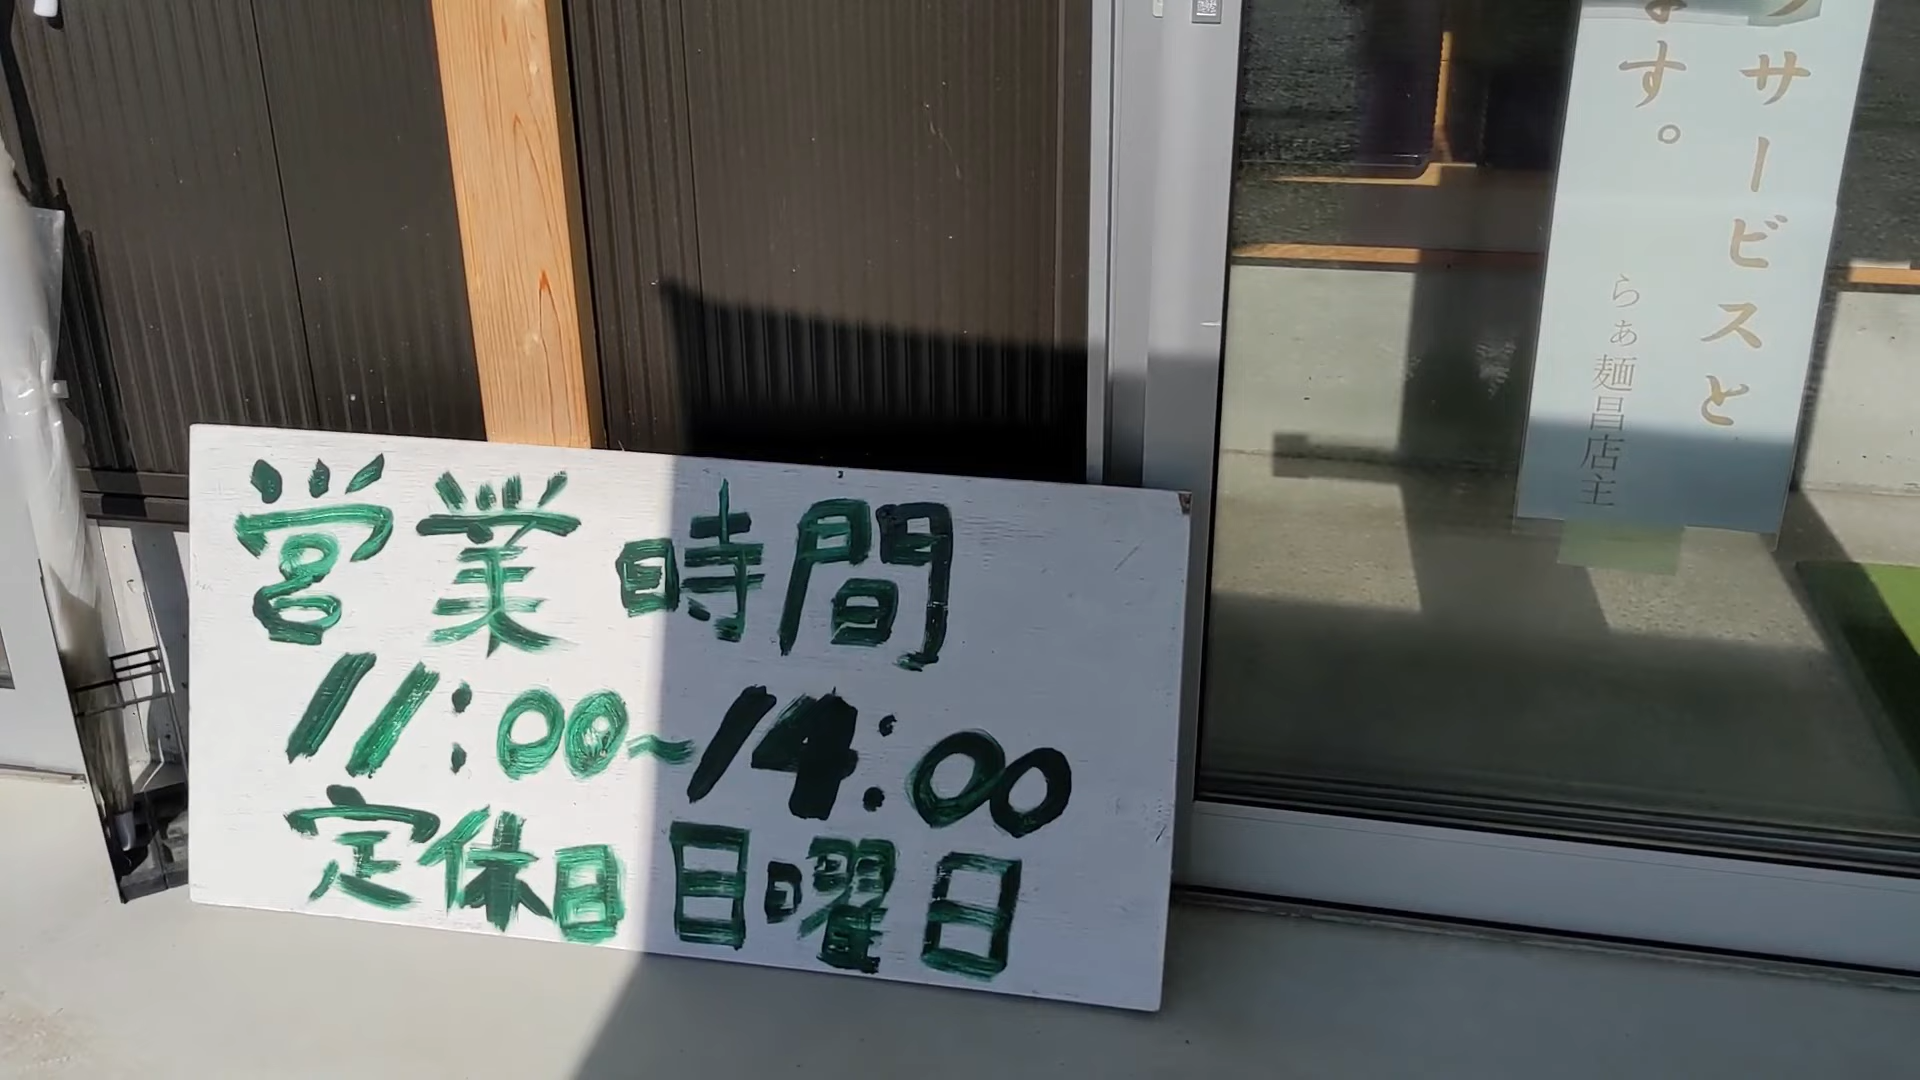 営業時間
11:00~14:00
定休日 日曜日
サービスと
ます。
らぁ麺昌店主